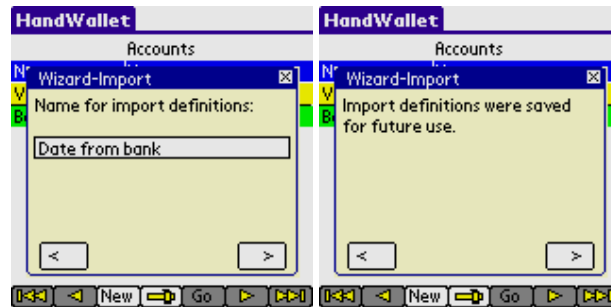 HandWallet
Accounts
Wizard-Import
Name for import definitions:
Date from bank
<
>
New
Go
HandWallet
Accounts
Wizard-Import
Import definitions were saved
for future use.
<
>
New
Go